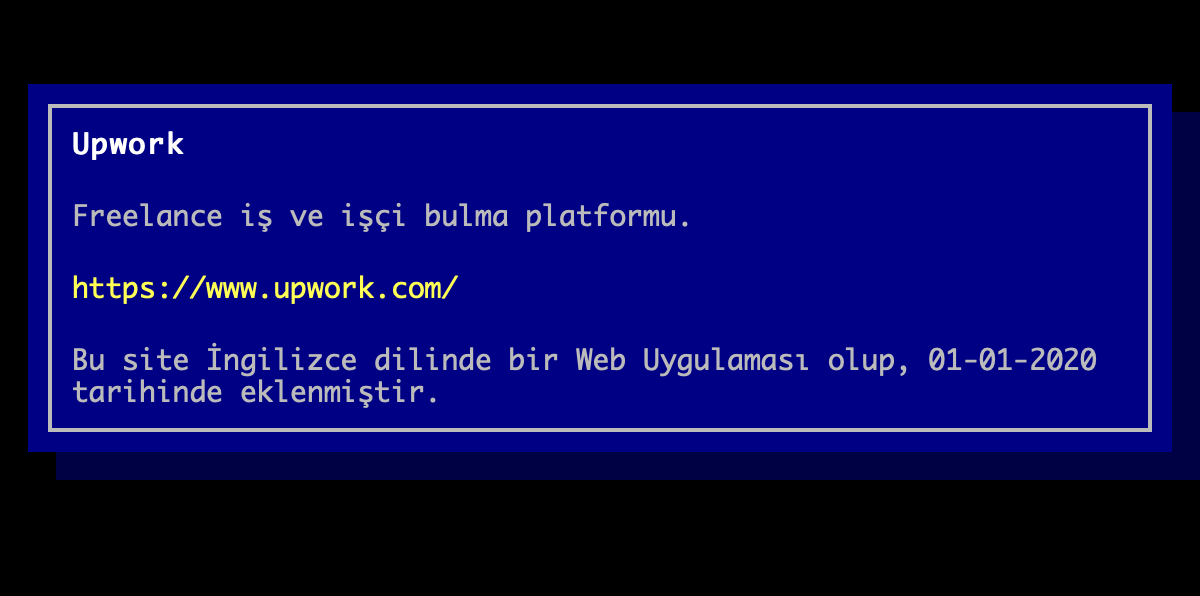 Upwork
Freelance iş ve işçi bulma platformu.
https://www.upwork.com/
Bu site İngilizce dilinde bir Web Uygulaması olup, 01-01-2020
tarihinde eklenmiştir.